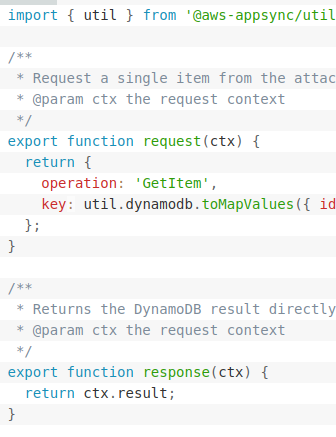 import { util } from '@aws-appsync/util
/**
 * Request a single item from the attac
 * @param ctx the request context
 */
export function request(ctx) {
  return {
    operation: 'GetItem',
    key: util.dynamodb.toMapValues({ id
  };
}
/**
 * Returns the DynamoDB result directly
 * @param ctx the request context
 */
export function response(ctx) {
  return ctx.result;
}